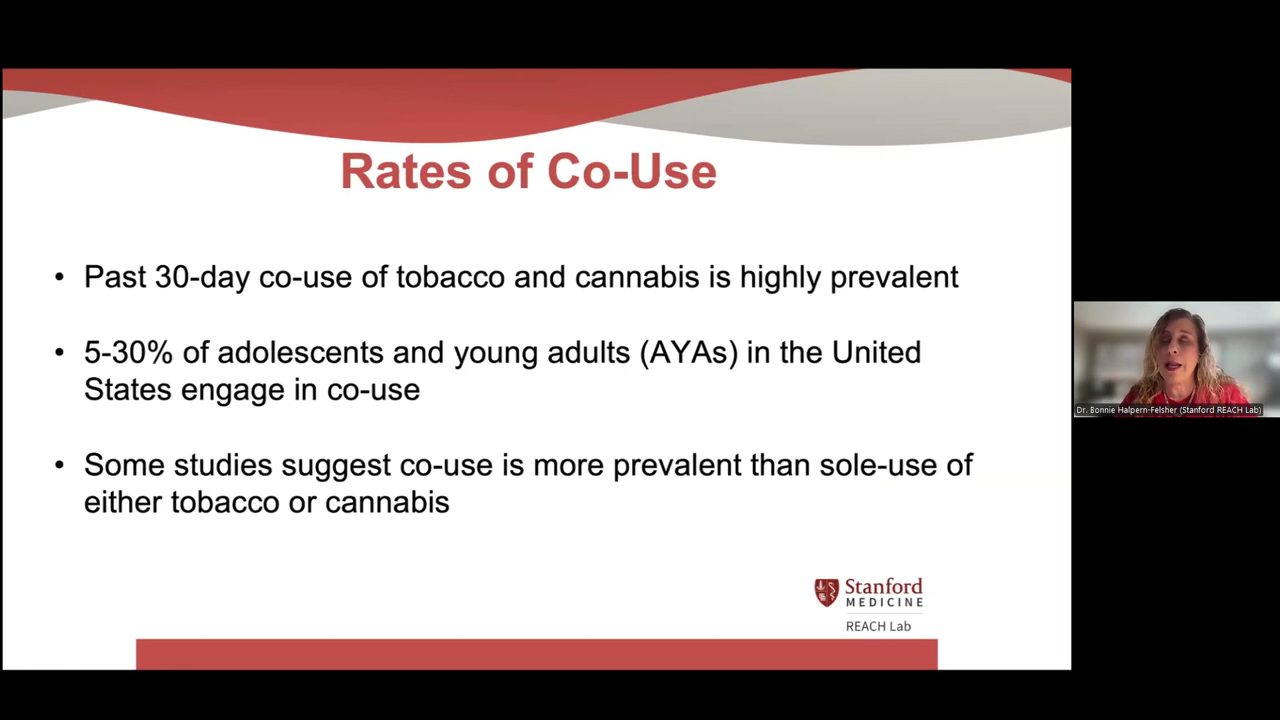 Rates of Co-Use
• Past 30-day co-use of tobacco and cannabis is highly prevalent
• 5-30% of adolescents and young adults (AYAs) in the United
States engage in co-use
• Some studies suggest co-use is more prevalent than sole-use of
either tobacco or cannabis
Stanford
MEDICINE
REACH Lab
Dr. Bonnie Halpern-Felsher (Stanford REACH Lab)